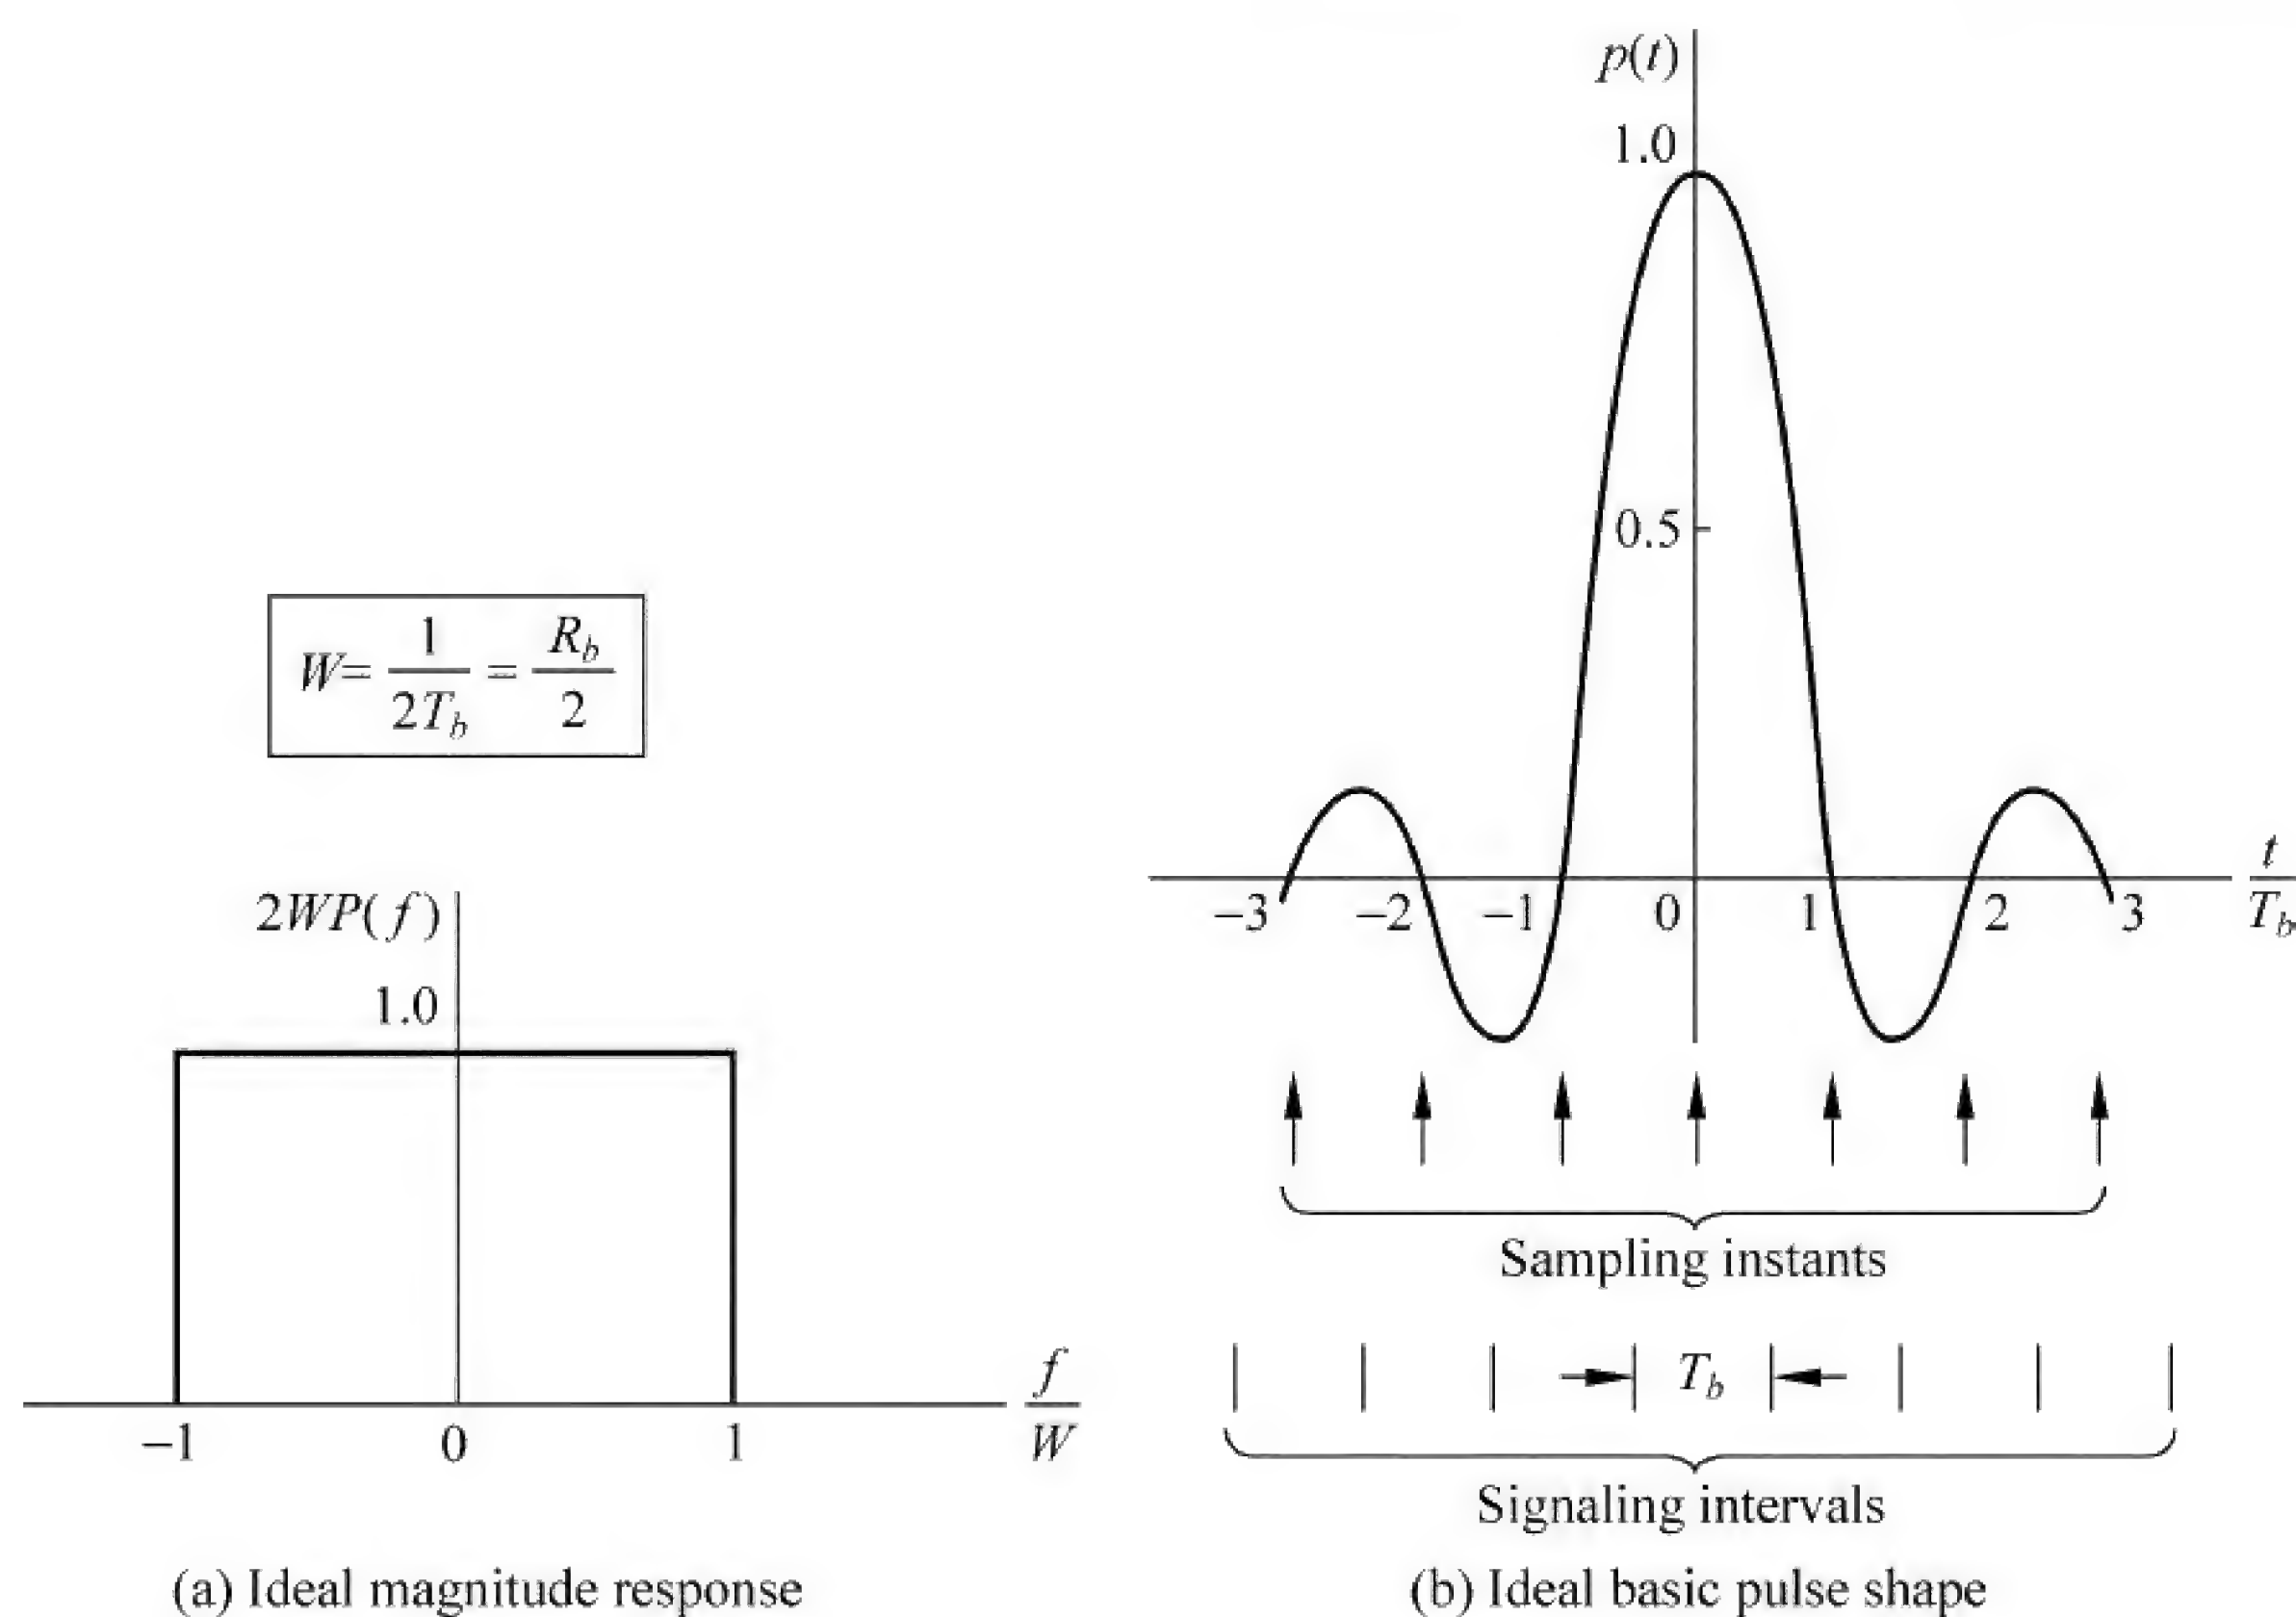 W = 1/2T_b = R_b/2
2WP(f)
1.0
-1 0 1
f/W
(a) Ideal magnitude response
p(t)
1.0
0.5
-3 -2 -1 0 1 2 3
t/T_b
Sampling instants
T_b
Signaling intervals
(b) Ideal basic pulse shape